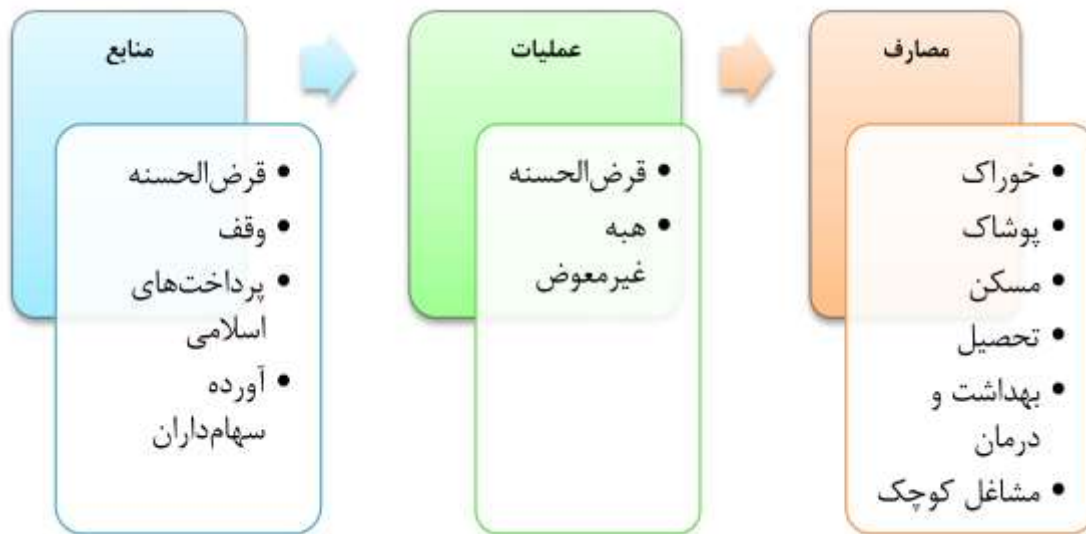 منابع
• قرض‌الحسنه
• وقف
• پرداخت‌های
اسلامی
• آورده
سهام‌داران
عملیات
• قرض‌الحسنه
• هبه
غیرمعوض
مصارف
• خوراک
• پوشاک
• مسکن
• تحصیل
• بهداشت و
درمان
• مشاغل کوچک